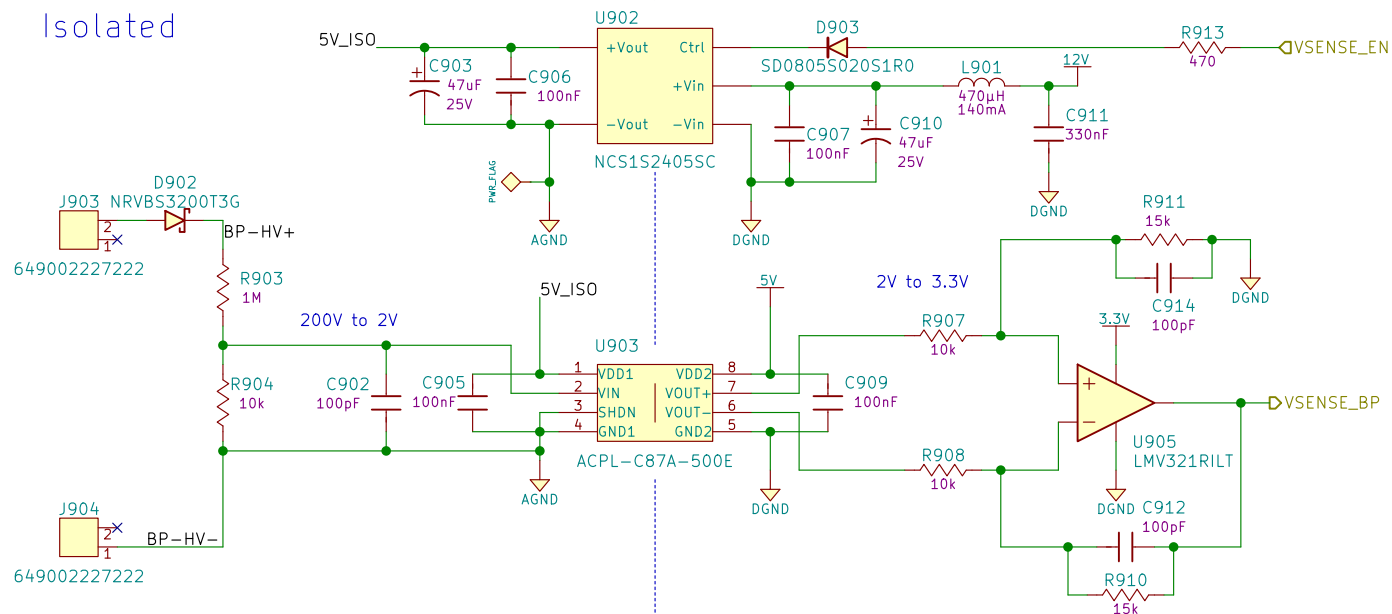 Isolated
U902
5V_ISO
+Vout
Ctrl
+Vin
-Vout
-Vin
NCS1S2405SC
C903
47uF
25V
C906
100nF
PWR_FLAG
AGND
D903
SD0805S020S1R0
R913
470
VSENSE_EN
L901
470µH
140mA
12V
C907
100nF
C910
47uF
25V
C911
330nF
DGND
DGND
D902
NRVBS3200T3G
J903
2
1
649002227222
BP-HV+
R903
1M
200V to 2V
R904
10k
C902
100pF
C905
100nF
5V_ISO
U903
1
2
3
4
VDD1
VIN
SHDN
GND1
VDD2
VOUT+
VOUT-
GND2
8
7
6
5
ACPL-C87A-500E
AGND
5V
C909
100nF
DGND
2V to 3.3V
R907
10k
R908
10k
R911
15k
C914
100pF
DGND
3.3V
+
-
U905
LMV321RILT
DGND
VSENSE_BP
C912
100pF
R910
15k
J904
2
1
BP-HV-
649002227222